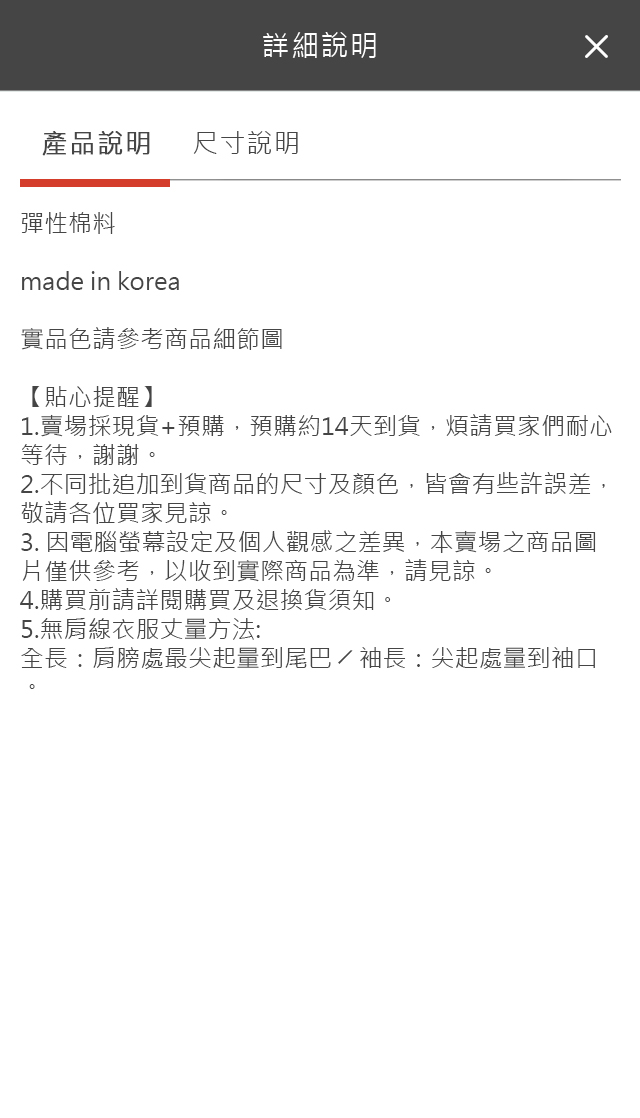 詳細說明
產品說明 尺寸說明
彈性棉料
made in korea
實品色請參考商品細節圖
【貼心提醒】
1.賣場採現貨+預購，預購約14天到貨，煩請買家們耐心
等待，謝謝。
2.不同批追加到貨商品的尺寸及顏色，皆會有些許誤差，
敬請各位買家見諒。
3. 因電腦螢幕設定及個人觀感之差異，本賣場之商品圖
片僅供參考，以收到實際商品為準，請見諒。
4.購買前請詳閱購買及退換貨須知。
5.無肩線衣服丈量方法:
全長：肩膀處最尖起量到尾巴／袖長：尖起處量到袖口
。